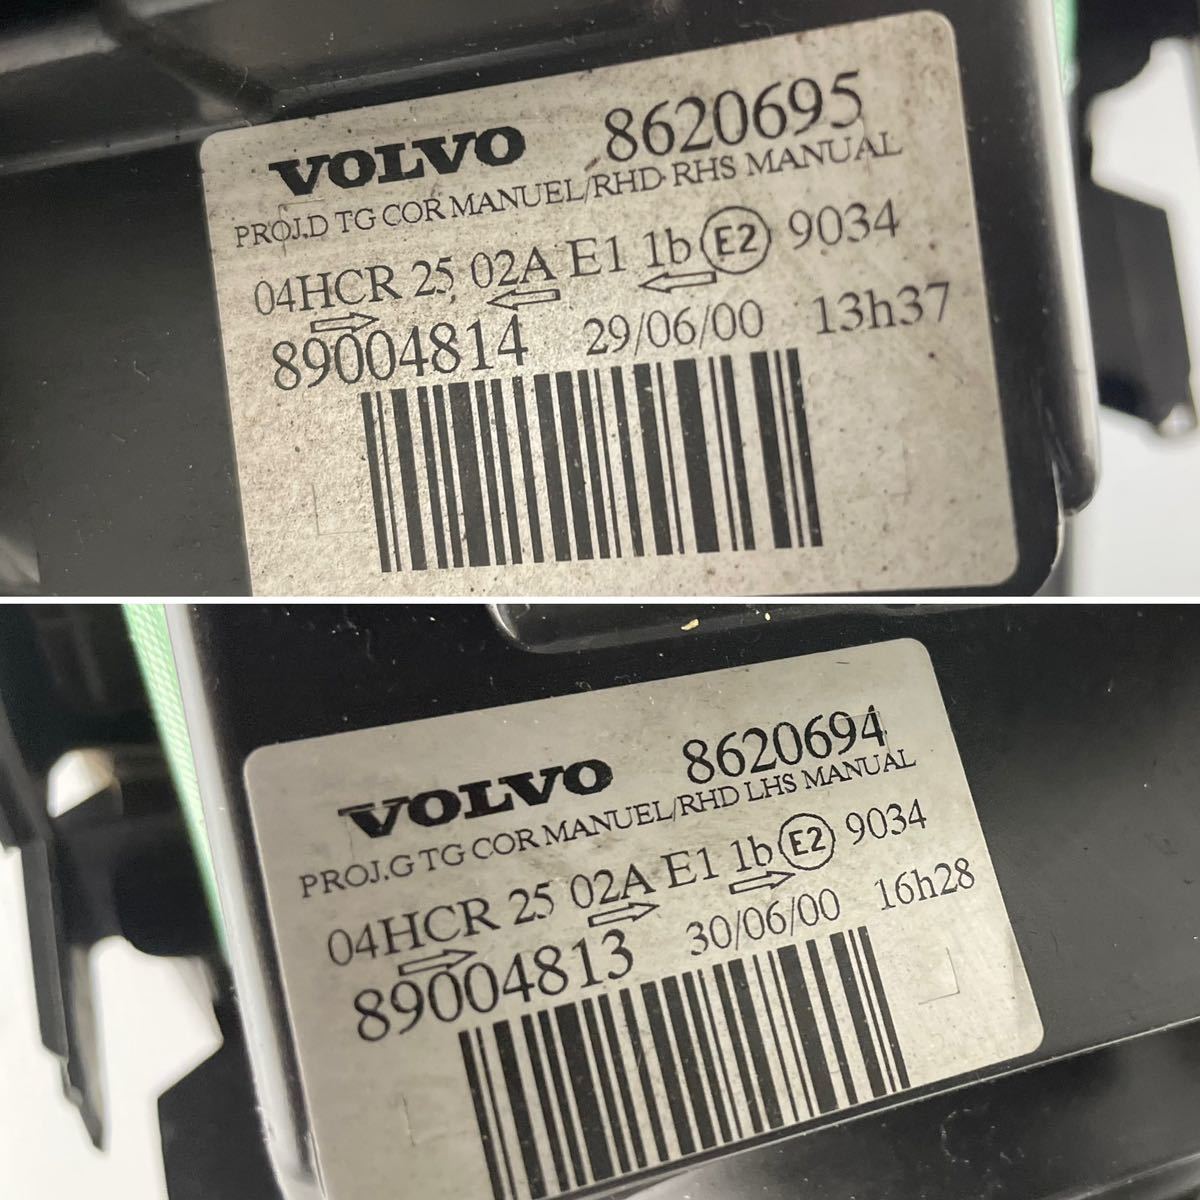 VOLVO 8620695
PROJ.D TG COR MANUEL/RHD RHS MANUAL
04HCR 25 02A E1 1b E2 9034
89004814 29/06/00 13h37
VOLVO 8620694
PROJ.G TG COR MANUEL/RHD LHS MANUAL
04HCR 25 02A E1 1b E2 9034
89004813 30/06/00 16h28